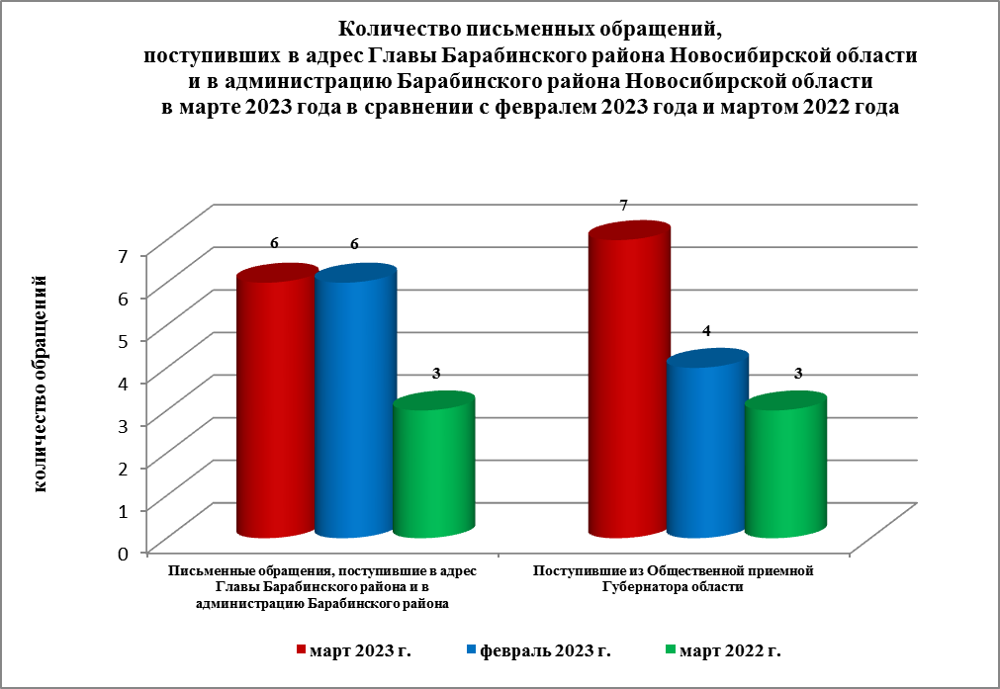 Количество письменных обращений,
поступивших в адрес Главы Барабинского района Новосибирской области
и в администрацию Барабинского района Новосибирской области
в марте 2023 года в сравнении с февралем 2023 года и мартом 2022 года
количество обращений
7
6
5
4
3
2
1
0
6
6
3
7
4
3
Письменные обращения, поступившие в адрес
Главы Барабинского района и в
администрацию Барабинского района
Поступившие из Общественной приемной
Губернатора области
март 2023 г.
февраль 2023 г.
март 2022 г.